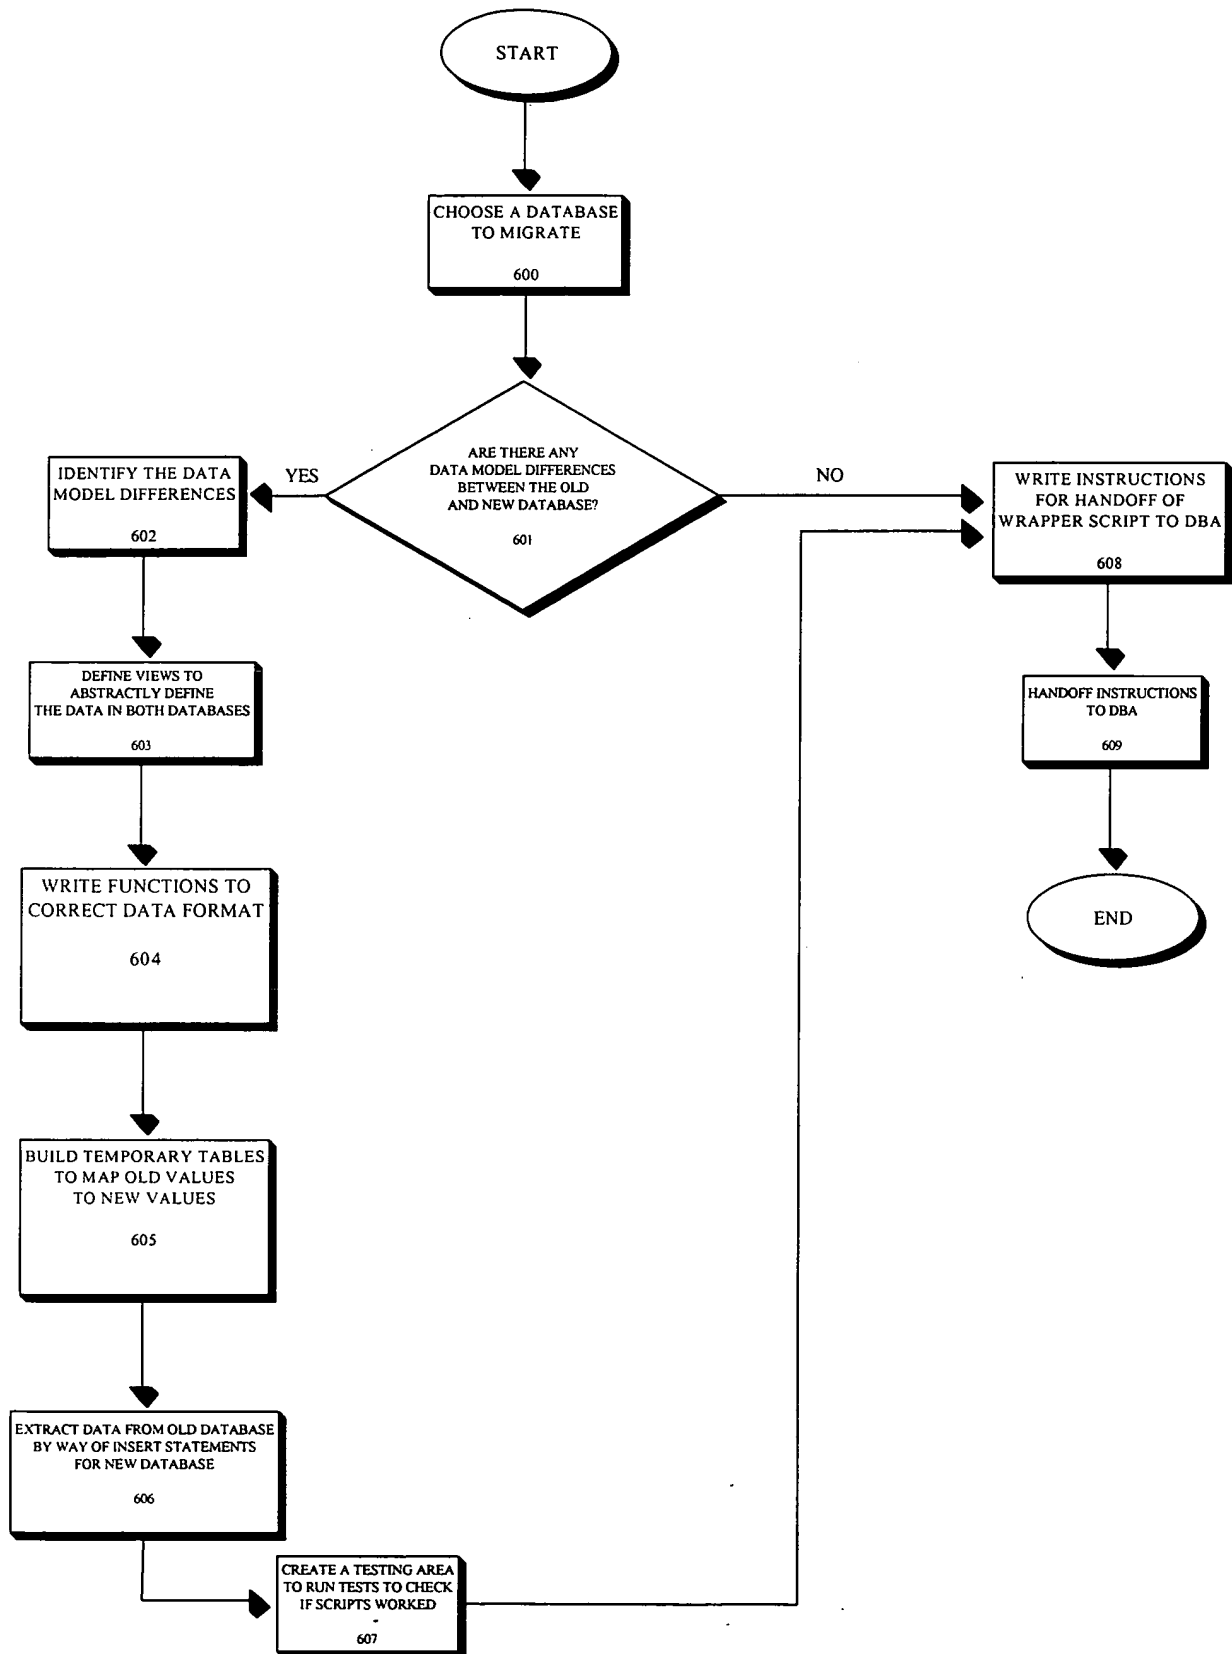 START
CHOOSE A DATABASE
TO MIGRATE
600
ARE THERE ANY
DATA MODEL DIFFERENCES
BETWEEN THE OLD
AND NEW DATABASE?
601
YES
NO
IDENTIFY THE DATA
MODEL DIFFERENCES
602
DEFINE VIEWS TO
ABSTRACTLY DEFINE
THE DATA IN BOTH DATABASES
603
WRITE FUNCTIONS TO
CORRECT DATA FORMAT
604
BUILD TEMPORARY TABLES
TO MAP OLD VALUES
TO NEW VALUES
605
EXTRACT DATA FROM OLD DATABASE
BY WAY OF INSERT STATEMENTS
FOR NEW DATABASE
606
CREATE A TESTING AREA
TO RUN TESTS TO CHECK
IF SCRIPTS WORKED
607
WRITE INSTRUCTIONS
FOR HANDOFF OF
WRAPPER SCRIPT TO DBA
608
HANDOFF INSTRUCTIONS
TO DBA
609
END